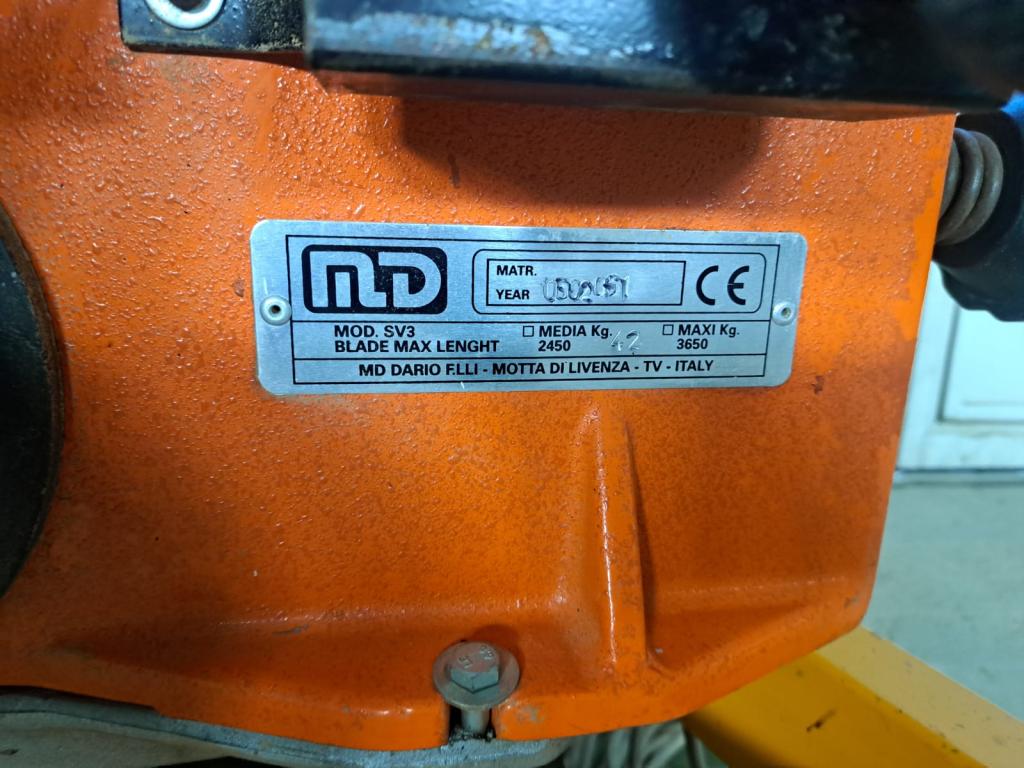 MD
MATR.
YEAR
CE
MOD. SV3
BLADE MAX LENGHT
☐ MEDIA Kg. 42
2450
☐ MAXI Kg.
3650
MD DARIO F.LLI - MOTTA DI LIVENZA - TV - ITALY